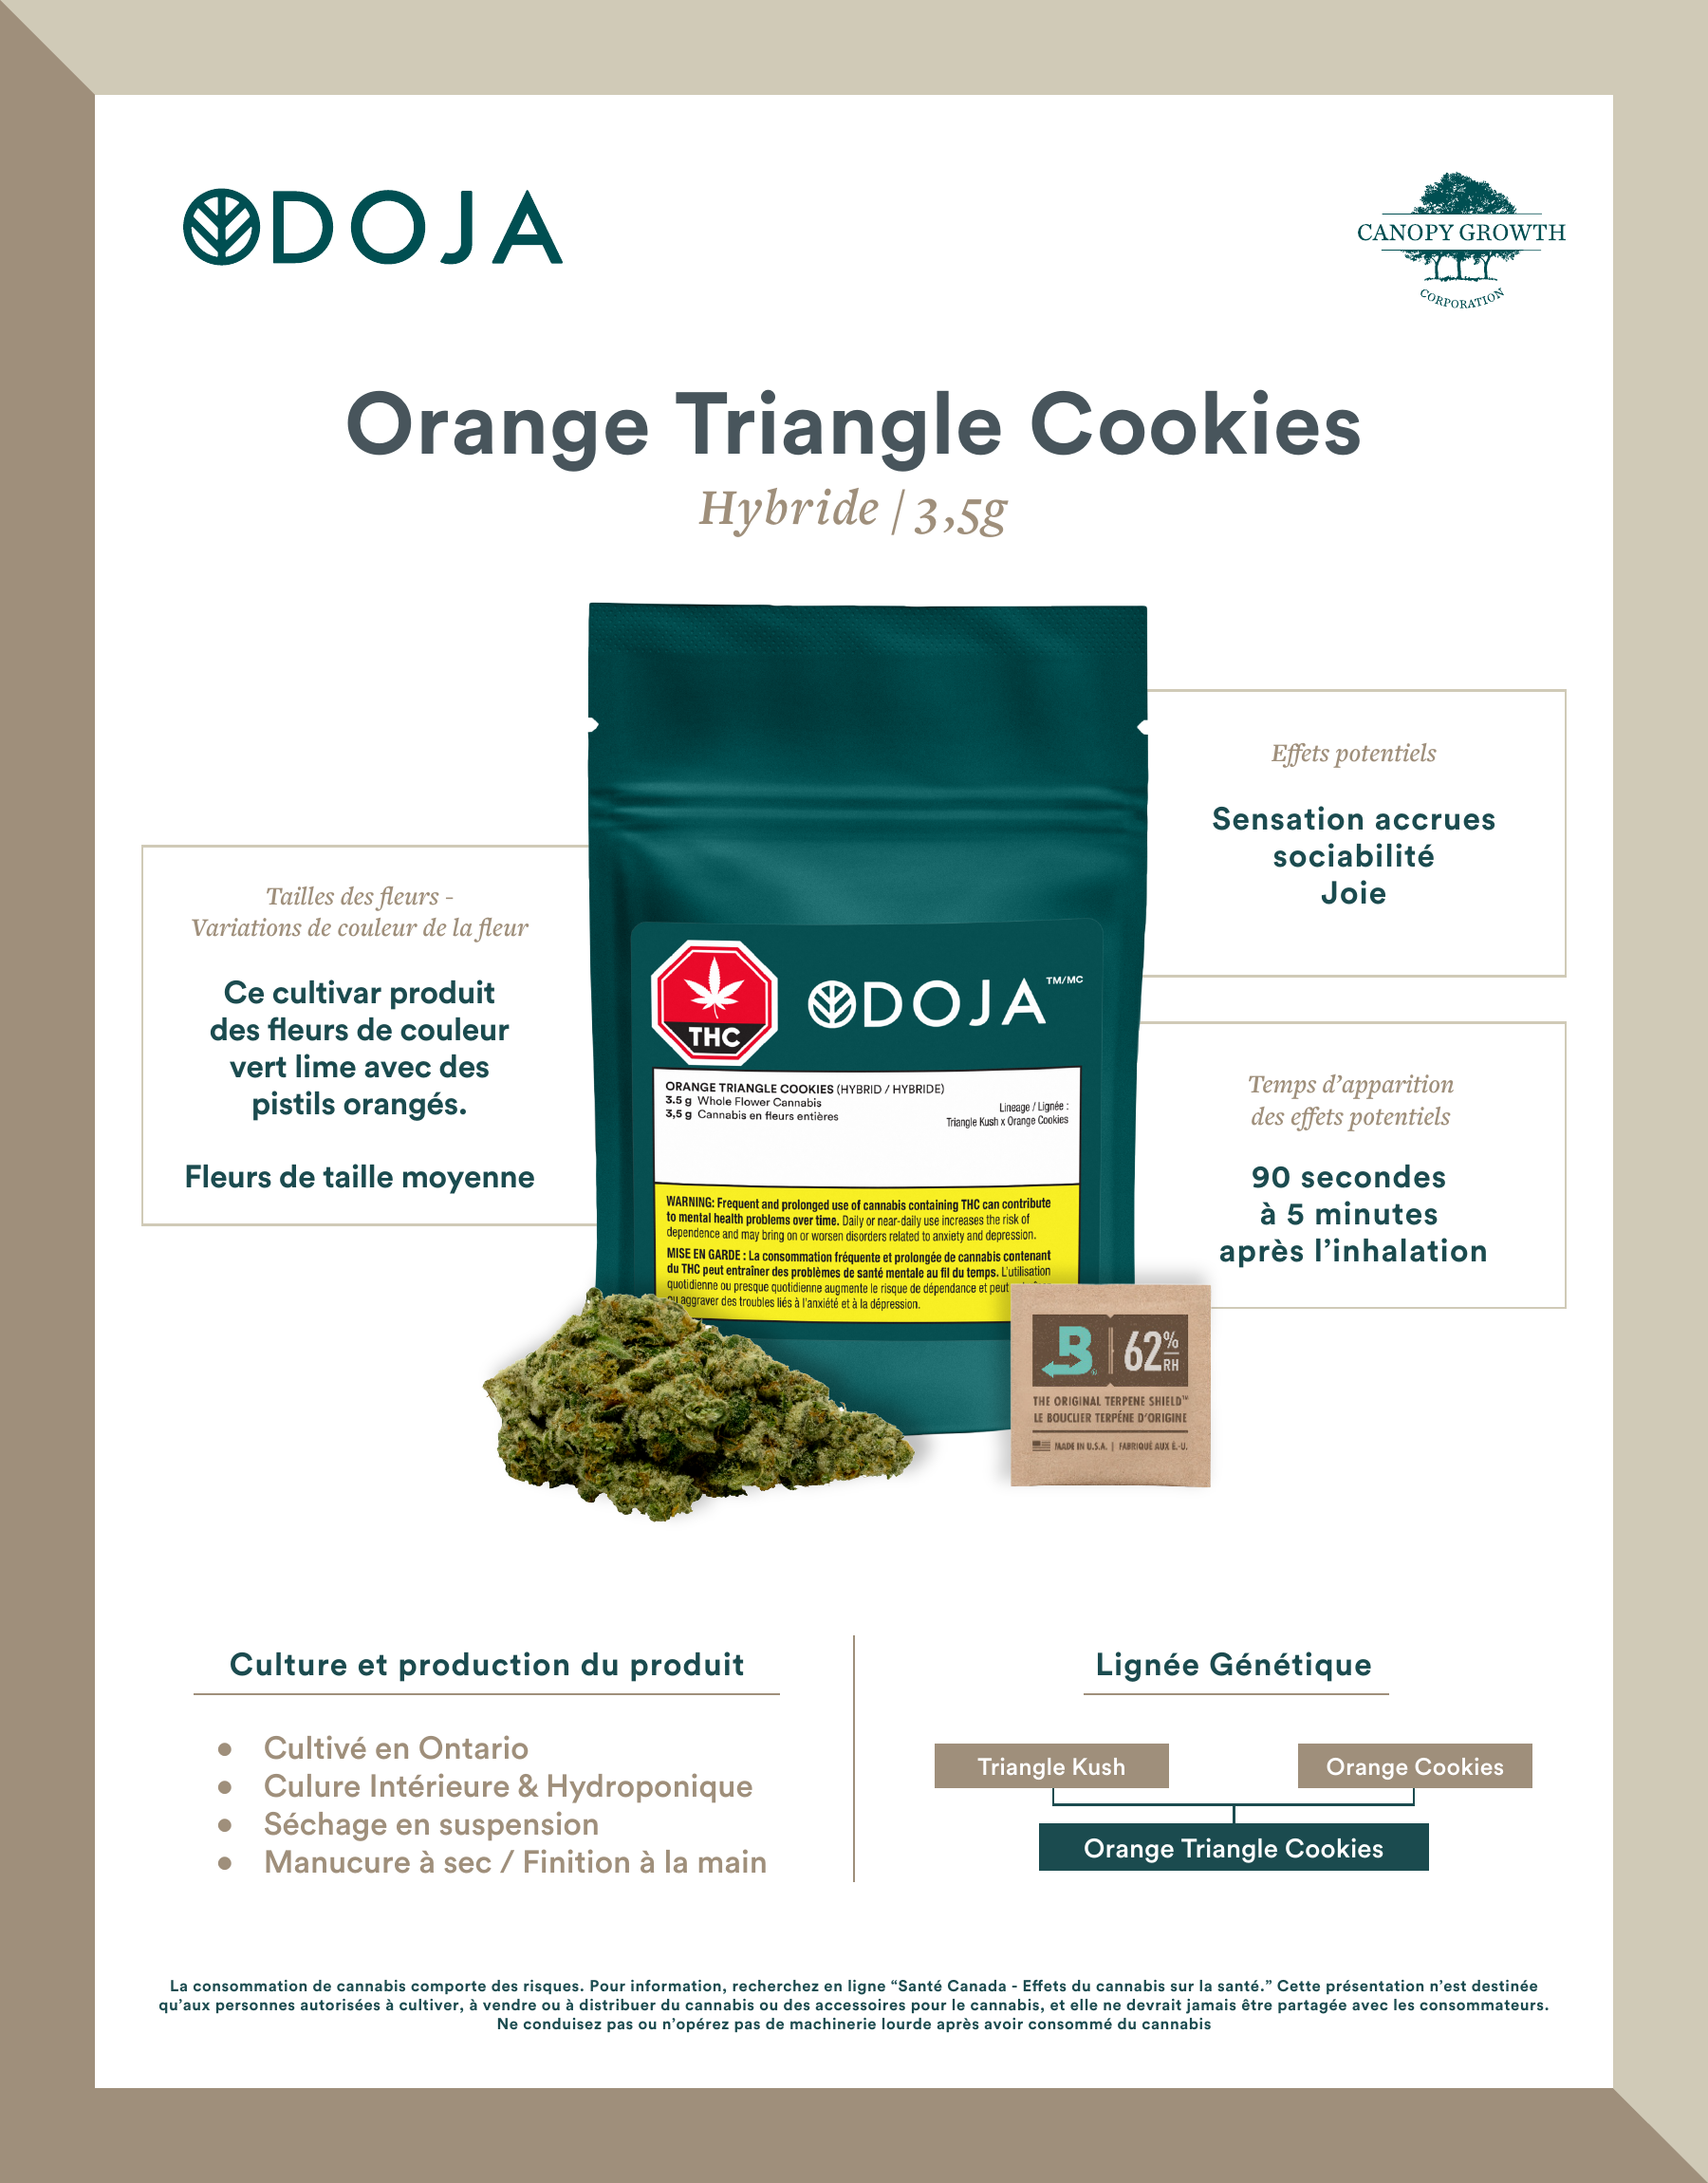 DOJA
CANOPY GROWTH
CORPORATION
Orange Triangle Cookies
Hybride / 3,5g
Effets potentiels
Sensation accrues
sociabilité
Joie
Tailles des fleurs -
Variations de couleur de la fleur
Ce cultivar produit
des fleurs de couleur
vert lime avec des
pistils orangés.
Fleurs de taille moyenne
Temps d'apparition
des effets potentiels
90 secondes
à 5 minutes
après l'inhalation
THC
DOJA TM/MC
ORANGE TRIANGLE COOKIES (HYBRID / HYBRIDE)
3.5 g Whole Flower Cannabis
3,5 g Cannabis en fleurs entières
Lineage / Lignée :
Triangle Kush x Orange Cookies
WARNING: Frequent and prolonged use of cannabis containing THC can contribute
to mental health problems over time. Daily or near-daily use increases the risk of
dependence and may bring on or worsen disorders related to anxiety and depression.
MISE EN GARDE : La consommation fréquente et prolongée de cannabis contenant
du THC peut entraîner des problèmes de santé mentale au fil du temps. L'utilisation
quotidienne ou presque quotidienne augmente le risque de dépendance et peut
ou aggraver des troubles liés à l'anxiété et à la dépression.
B® 62% RH
THE ORIGINAL TERPENE SHIELD™
LE BOUCLIER TERPÉNE D'ORIGINE
MADE IN U.S.A. | FABRIQUÉ AUX É.-U.
Culture et production du produit
● Cultivé en Ontario
● Culure Intérieure & Hydroponique
● Séchage en suspension
● Manucure à sec / Finition à la main
Lignée Génétique
Triangle Kush
Orange Cookies
Orange Triangle Cookies
La consommation de cannabis comporte des risques. Pour information, recherchez en ligne “Santé Canada - Effets du cannabis sur la santé.” Cette présentation n'est destinée
qu'aux personnes autorisées à cultiver, à vendre ou à distribuer du cannabis ou des accessoires pour le cannabis, et elle ne devrait jamais être partagée avec les consommateurs.
Ne conduisez pas ou n'opérez pas de machinerie lourde après avoir consommé du cannabis